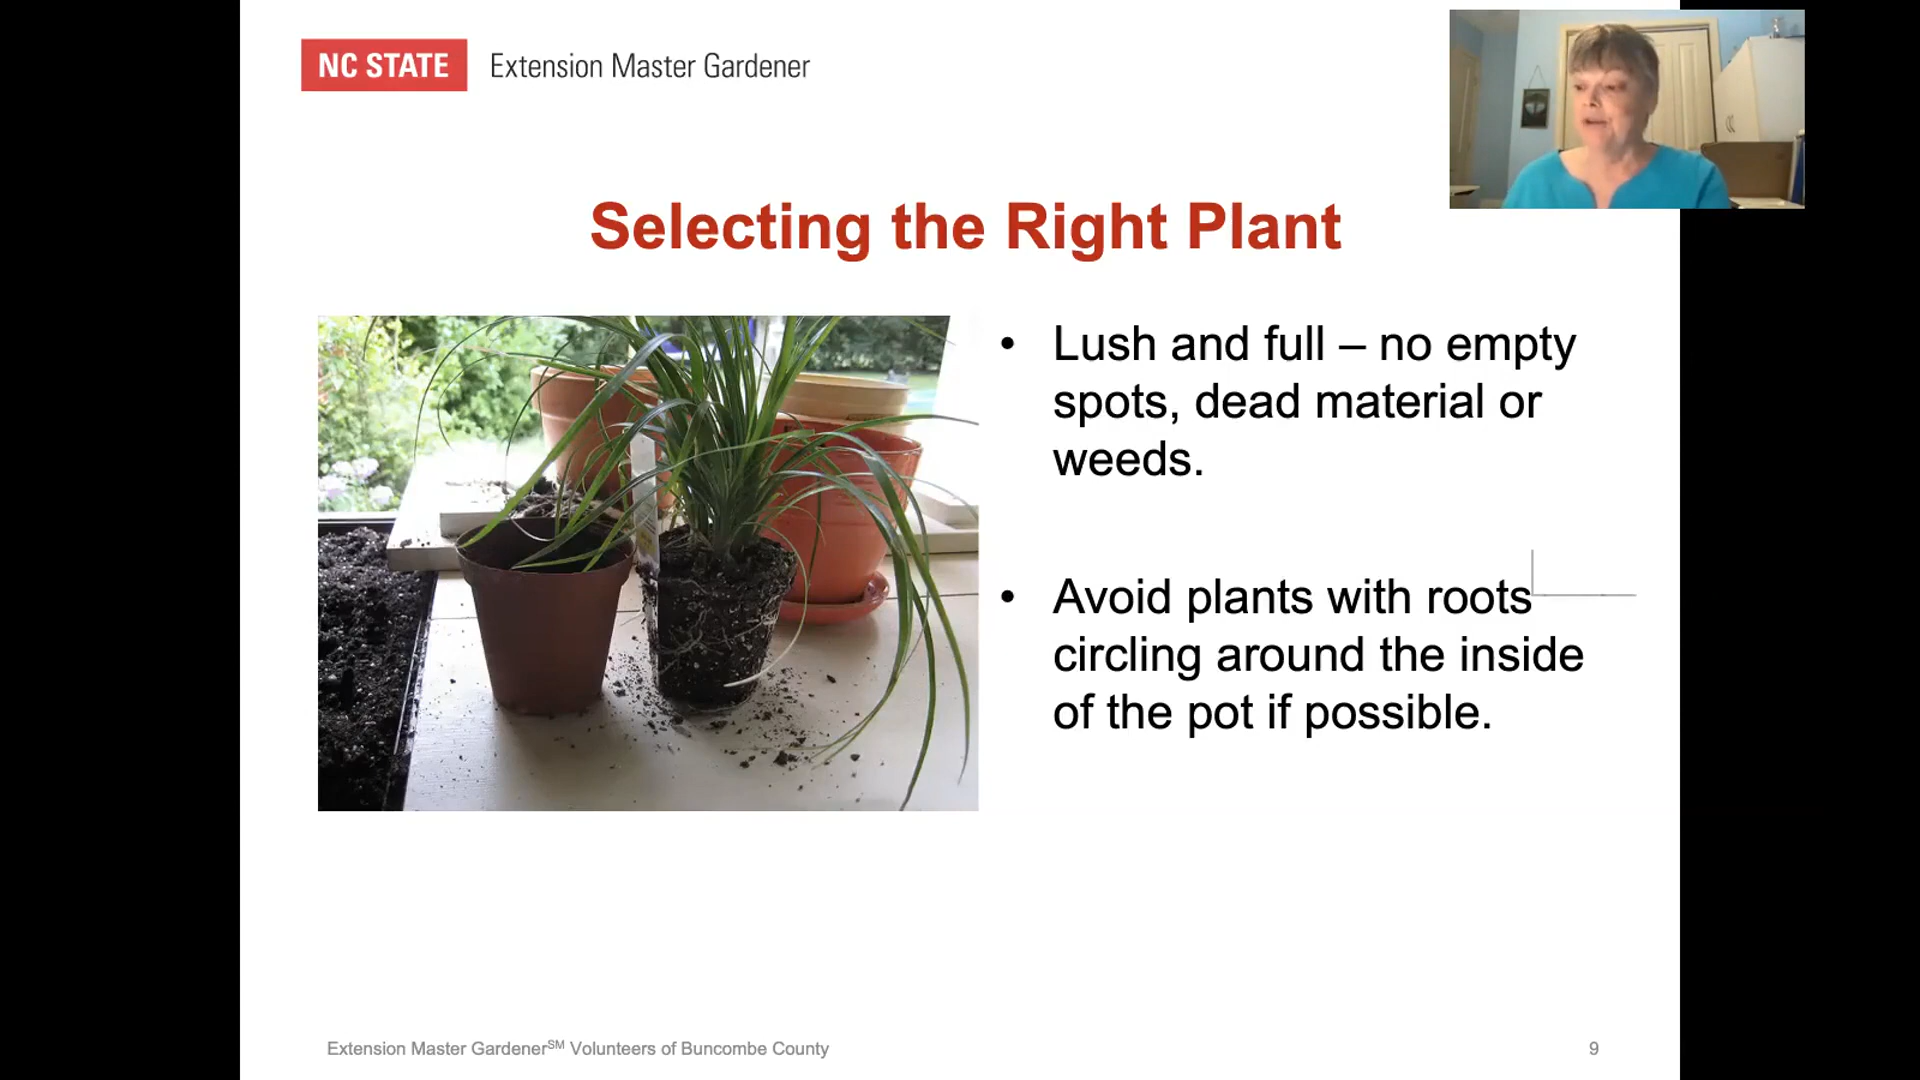 NC STATE Extension Master Gardener
Selecting the Right Plant
• Lush and full – no empty
spots, dead material or
weeds.
• Avoid plants with roots
circling around the inside
of the pot if possible.
Extension Master Gardener℠ Volunteers of Buncombe County
9